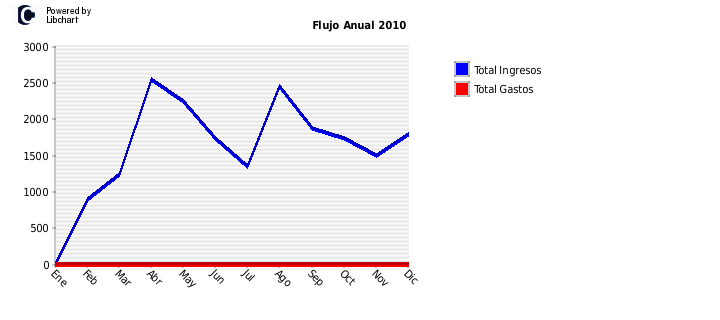 Powered by
Libchart
Flujo Anual 2010
3000
2500
2000
1500
1000
500
0
Ene
Feb
Mar
Abr
May
Jun
Jul
Ago
Sep
Oct
Nov
Dic
Total Ingresos
Total Gastos